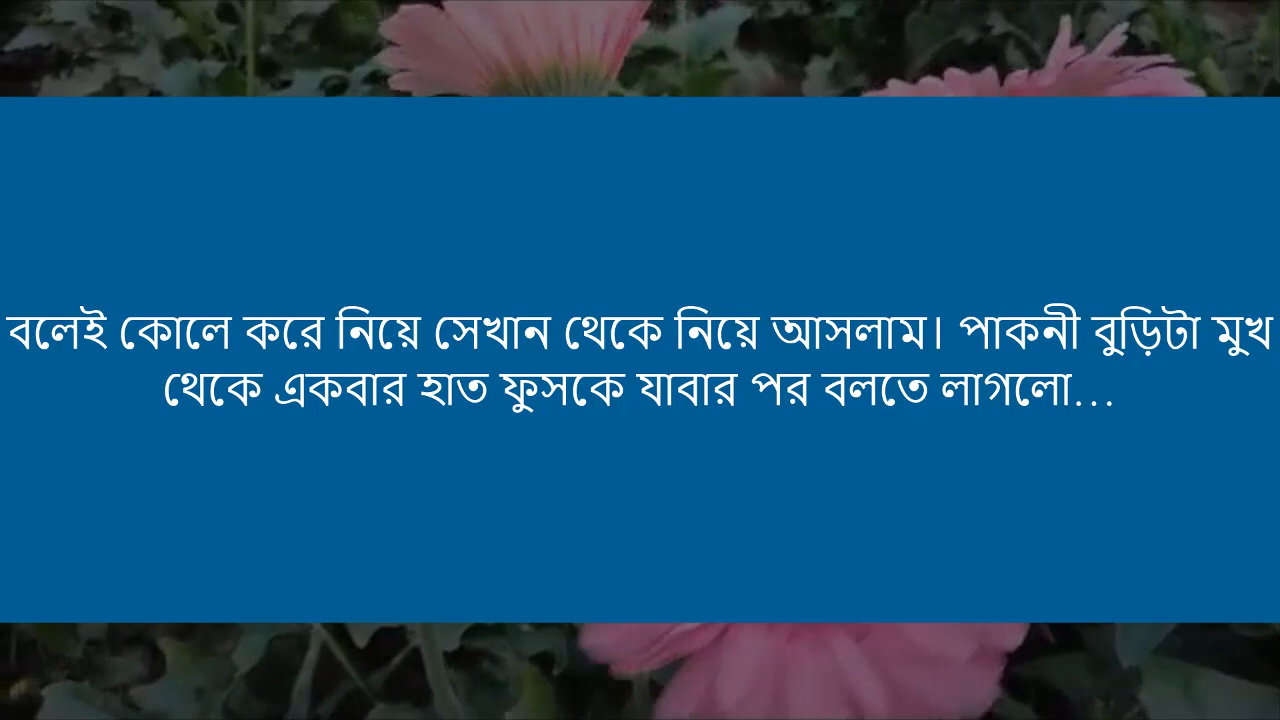 বলেই কোলে করে নিয়ে সেখান থেকে নিয়ে আসলাম। পাকনী বুড়িটা মুখ
থেকে একবার হাত ফুসকে যাবার পর বলতে লাগলো...